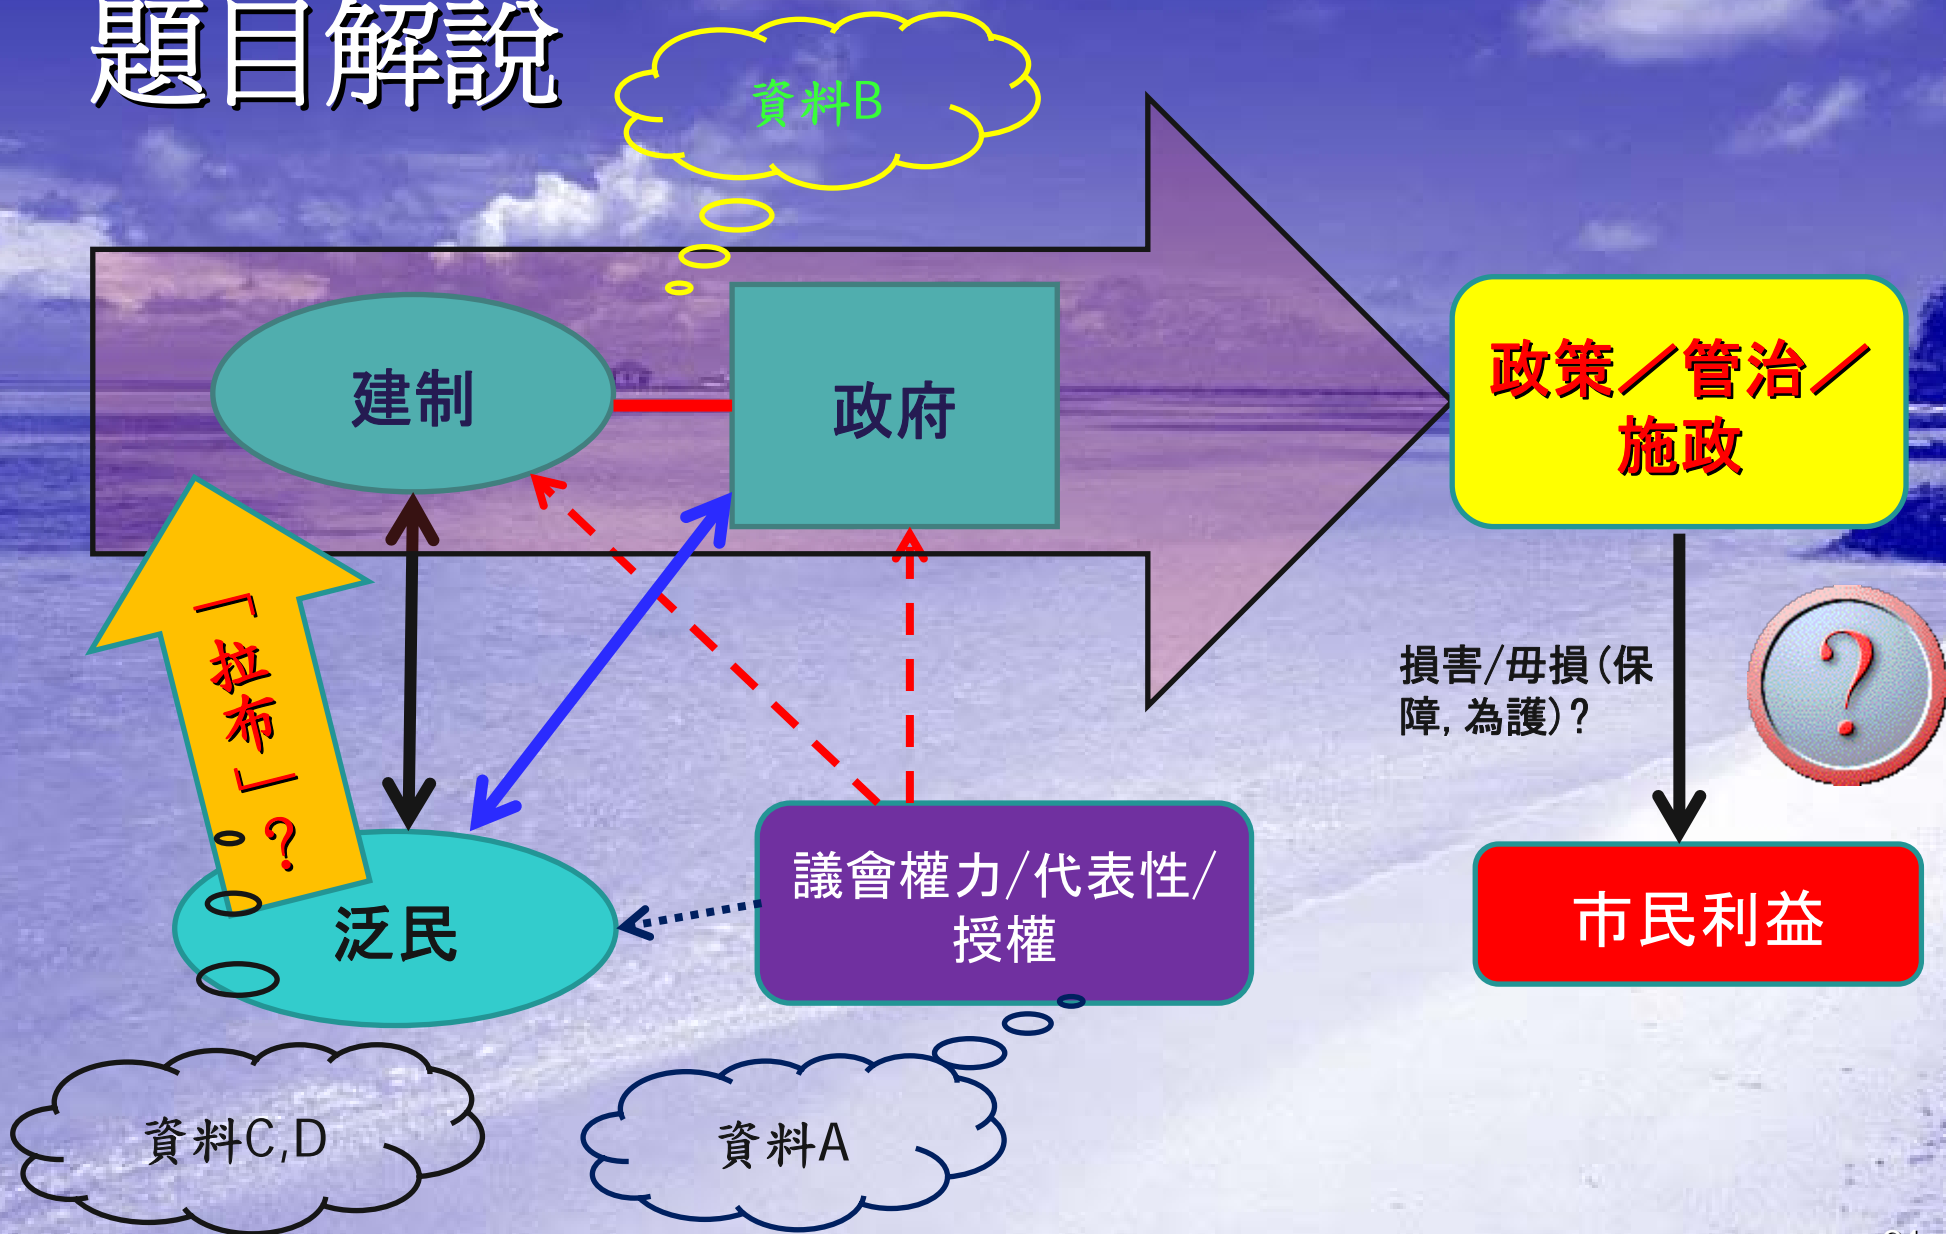 題目解說
資料B
建制
政府
政策／管治／
施政
「拉布」？
損害/毋損(保
障,為護)?
?
泛民
議會權力/代表性/
授權
市民利益
資料C,D
資料A